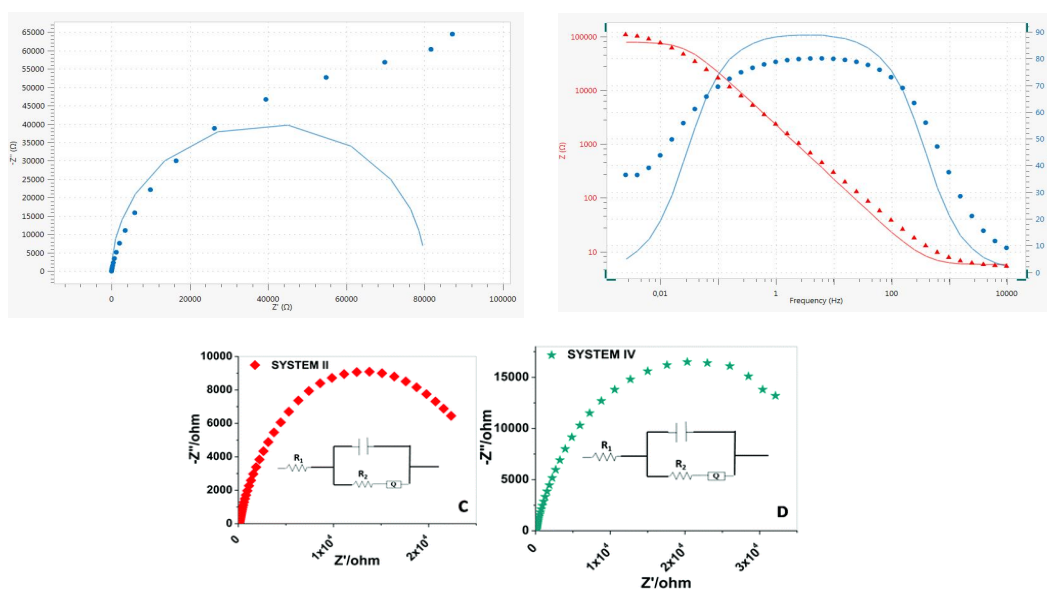 65000
60000
55000
50000
45000
40000
35000
30000
25000
20000
15000
10000
5000
0
-Z'' (Ω)
0
20000
40000
60000
80000
100000
Z' (Ω)
100000
10000
1000
100
10
Z (Ω)
90
80
70
60
50
40
30
20
10
0
0,01
1
100
10000
Frequency (Hz)
10000
8000
6000
4000
2000
0
-Z''/ohm
SYSTEM II
R1
R2
Q
C
0
1x10⁴
2x10⁴
Z'/ohm
15000
10000
5000
0
-Z''/ohm
SYSTEM IV
R1
R2
Q
D
0
1x10⁴
2x10⁴
3x10⁴
Z'/ohm